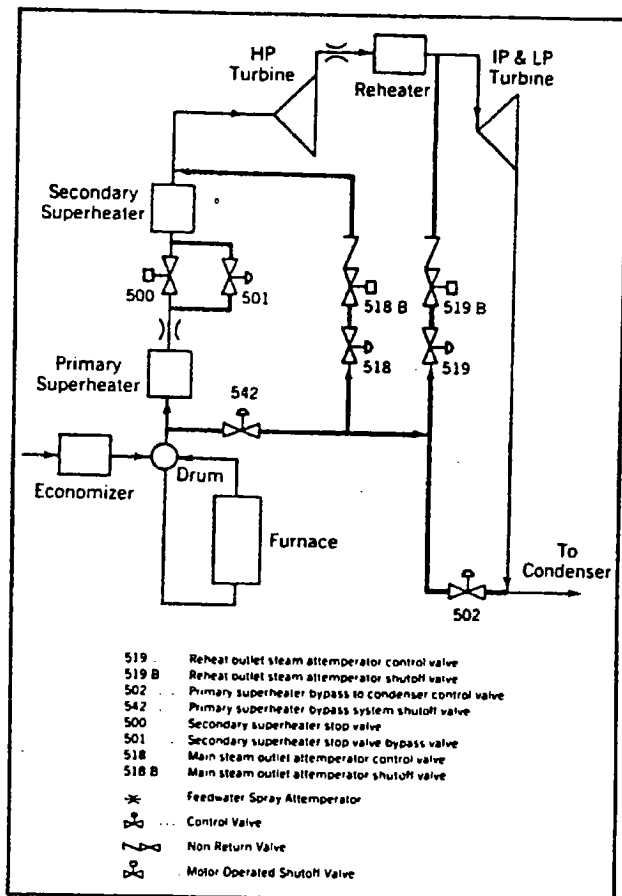 HP
Turbine
Reheater
IP & LP
Turbine
Secondary
Superheater
500
501
518 B
519 B
Primary
Superheater
518
519
542
Economizer
Drum
Furnace
To
Condenser
502
519 . Reheat outlet steam attemperator control valve
519 B Reheat outlet steam attemperator shutoff valve
502 .. Primary superheater bypass to condenser control valve
542 .. Primary superheater bypass system shutoff valve
500 Secondary superheater stop valve
501 Secondary superheater stop valve bypass valve
518 Main steam outlet attemperator control valve
518 B Main steam outlet attemperator shutoff valve
Feedwater Spray Attemperator
... Control Valve
Non Return Valve
. Motor Operated Shutoff Valve